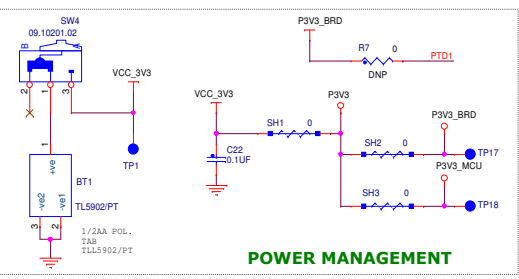 SW4
09.10201.02
B
A
2
1
3
VCC_3V3
TP1
1
+ve
BT1
-ve2
-ve1
TL5902/PT
3
2
1/2AA POL.
TAB
TLL5902/PT
P3V3_BRD
R7 0
PTD1
DNP
VCC_3V3
P3V3
SH1 0
C22
0.1UF
P3V3_BRD
SH2 0
TP17
P3V3_MCU
SH3 0
TP18
POWER MANAGEMENT